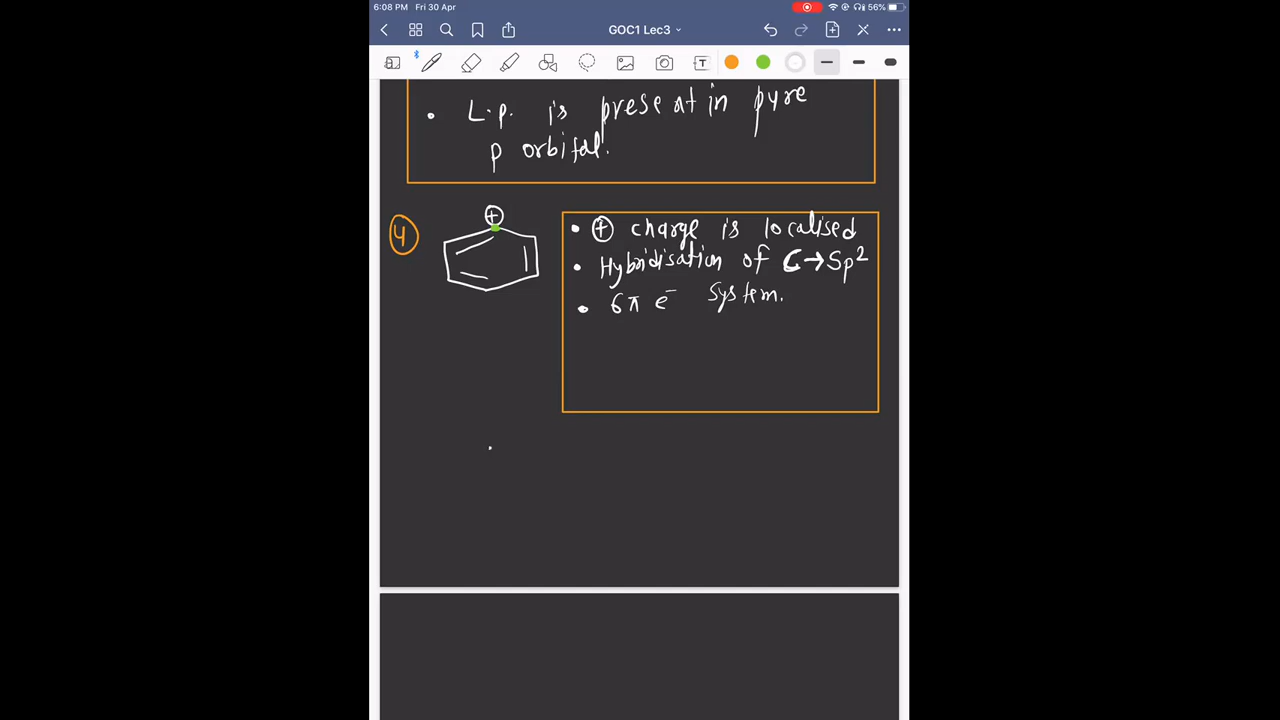 6:08 PM Fri 30 Apr
56%
GOC1 Lec3
T
• L.p. is present in pure
p orbital.
4
+
• ⊕ charge is localised
• Hybridisation of C→Sp²
• 6π e⁻ system.